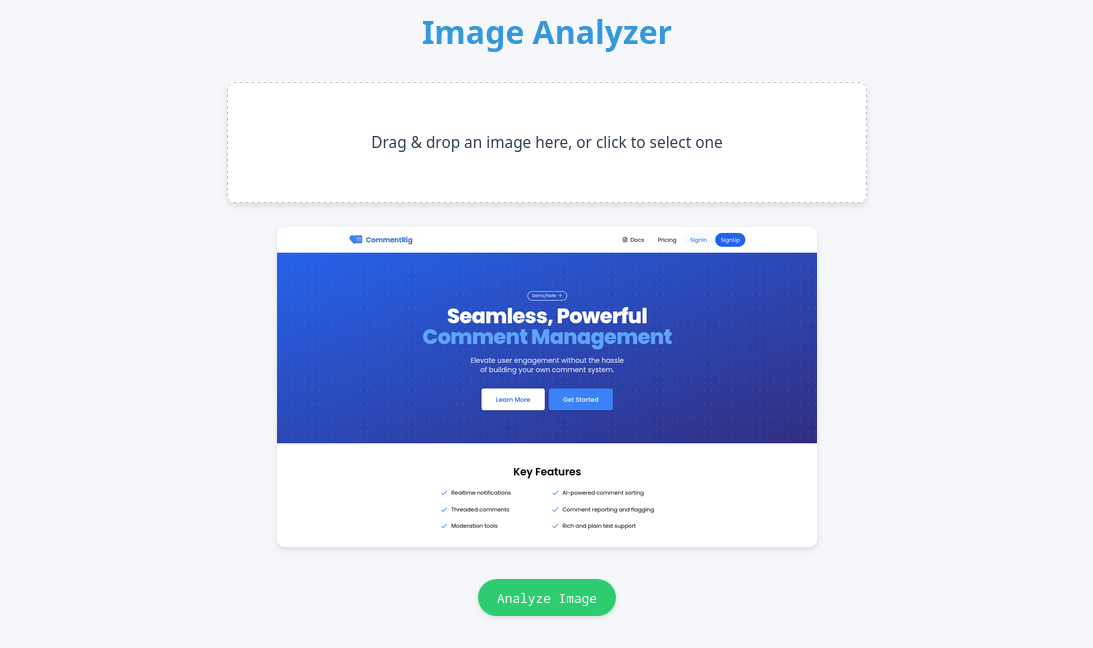 Image Analyzer
Drag & drop an image here, or click to select one
CommentRig
Docs Pricing SignIn SignUp
Demo/Note →
Seamless, Powerful
Comment Management
Elevate user engagement without the hassle
of building your own comment system.
Learn More Get Started
Key Features
Realtime notifications AI-powered comment sorting
Threaded comments Comment reporting and flagging
Moderation tools Rich and plain text support
Analyze Image